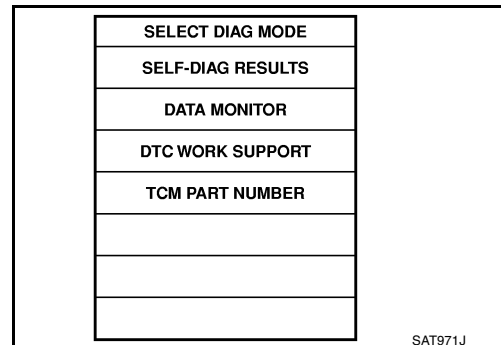 SELECT DIAG MODE
SELF-DIAG RESULTS
DATA MONITOR
DTC WORK SUPPORT
TCM PART NUMBER
SAT971J